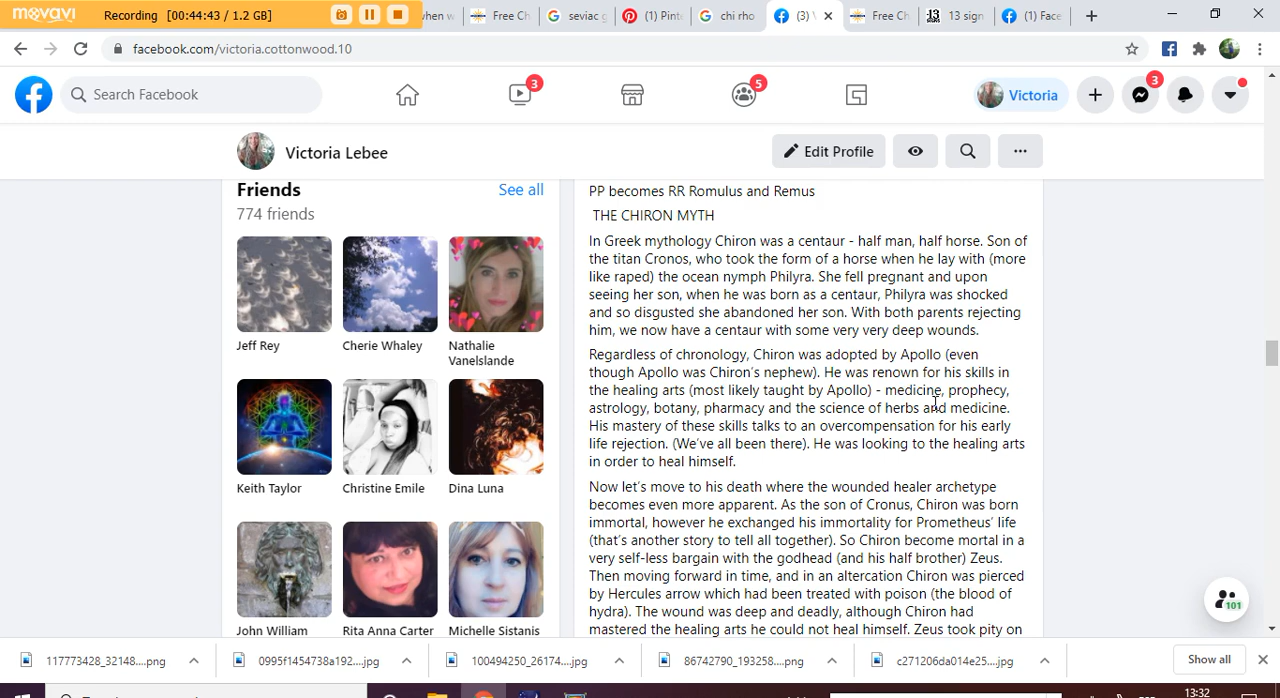 movavi
Recording [00:44:43 / 1.2 GB]
when w
Free Ch
seviac g
(1) Pint
chi rho
(3) V
Free Ch
13 sign
(1) Face
facebook.com/victoria.cottonwood.10
Search Facebook
3
5
Victoria
3
Victoria Lebee
Edit Profile
Friends
See all
774 friends
Jeff Rey
Cherie Whaley
Nathalie
Vanelslande
Keith Taylor
Christine Emile
Dina Luna
John William
Rita Anna Carter
Michelle Sistanis
PP becomes RR Romulus and Remus
THE CHIRON MYTH
In Greek mythology Chiron was a centaur - half man, half horse. Son of
the titan Cronos, who took the form of a horse when he lay with (more
like raped) the ocean nymph Philyra. She fell pregnant and upon
seeing her son, when he was born as a centaur, Philyra was shocked
and so disgusted she abandoned her son. With both parents rejecting
him, we now have a centaur with some very very deep wounds.
Regardless of chronology, Chiron was adopted by Apollo (even
though Apollo was Chiron's nephew). He was renown for his skills in
the healing arts (most likely taught by Apollo) - medicine, prophecy,
astrology, botany, pharmacy and the science of herbs and medicine.
His mastery of these skills talks to an overcompensation for his early
life rejection. (We've all been there). He was looking to the healing arts
in order to heal himself.
Now let's move to his death where the wounded healer archetype
becomes even more apparent. As the son of Cronus, Chiron was born
immortal, however he exchanged his immortality for Prometheus' life
(that's another story to tell all together). So Chiron become mortal in a
very self-less bargain with the godhead (and his half brother) Zeus.
Then moving forward in time, and in an altercation Chiron was pierced
by Hercules arrow which had been treated with poison (the blood of
hydra). The wound was deep and deadly, although Chiron had
mastered the healing arts he could not heal himself. Zeus took pity on
101
117773428_32148....png
0995f1454738a192....jpg
100494250_26174....jpg
86742790_193258....png
c271206da014e25....jpg
Show all
13:32